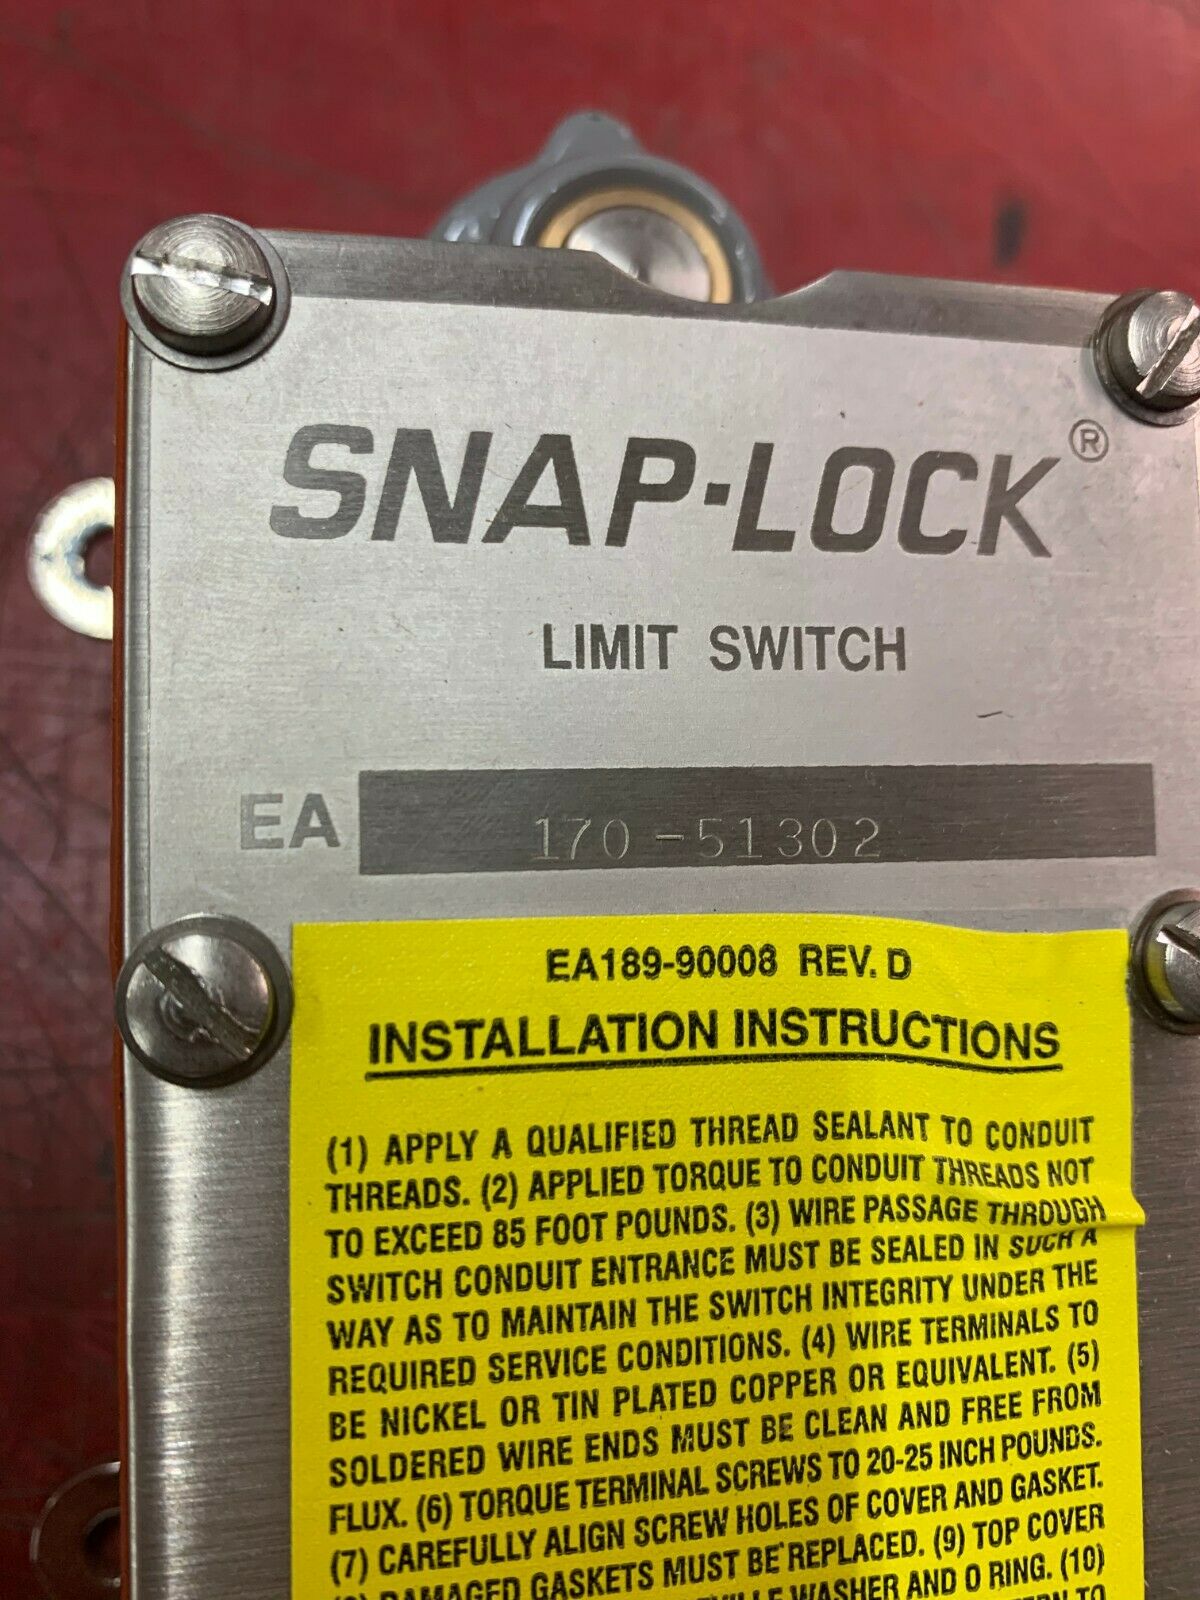 SNAP-LOCK®
LIMIT SWITCH
EA 170-51302
EA189-90008 REV. D
INSTALLATION INSTRUCTIONS
(1) APPLY A QUALIFIED THREAD SEALANT TO CONDUIT
THREADS. (2) APPLIED TORQUE TO CONDUIT THREADS NOT
TO EXCEED 85 FOOT POUNDS. (3) WIRE PASSAGE THROUGH
SWITCH CONDUIT ENTRANCE MUST BE SEALED IN SUCH A
WAY AS TO MAINTAIN THE SWITCH INTEGRITY UNDER THE
REQUIRED SERVICE CONDITIONS. (4) WIRE TERMINALS TO
BE NICKEL OR TIN PLATED COPPER OR EQUIVALENT. (5)
SOLDERED WIRE ENDS MUST BE CLEAN AND FREE FROM
FLUX. (6) TORQUE TERMINAL SCREWS TO 20-25 INCH POUNDS.
(7) CAREFULLY ALIGN SCREW HOLES OF COVER AND GASKET.
DAMAGED GASKETS MUST BE REPLACED. (9) TOP COVER
WASHER AND O RING. (10)
TO